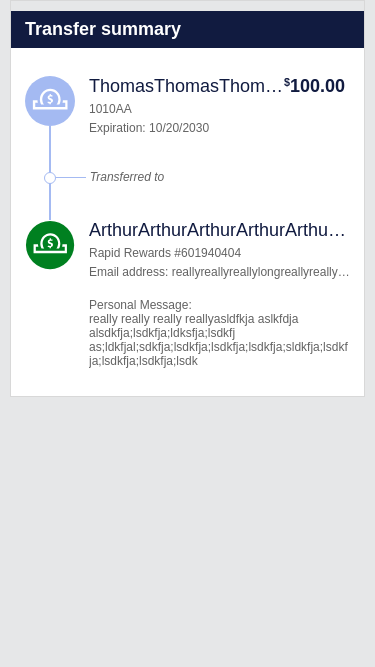 Transfer summary
ThomasThomasThom… $100.00
1010AA
Expiration: 10/20/2030
Transferred to
ArthurArthurArthurArthurArthu…
Rapid Rewards #601940404
Email address: reallyreallyreallylongreallyreally…
Personal Message:
really really really reallyasldfkja aslkfdja
alsdkfja;lsdkfja;ldksfja;lsdkfj
as;ldkfjal;sdkfja;lsdkfja;lsdkfja;lsdkfja;sldkfja;lsdkf
ja;lsdkfja;lsdkfja;lsdk